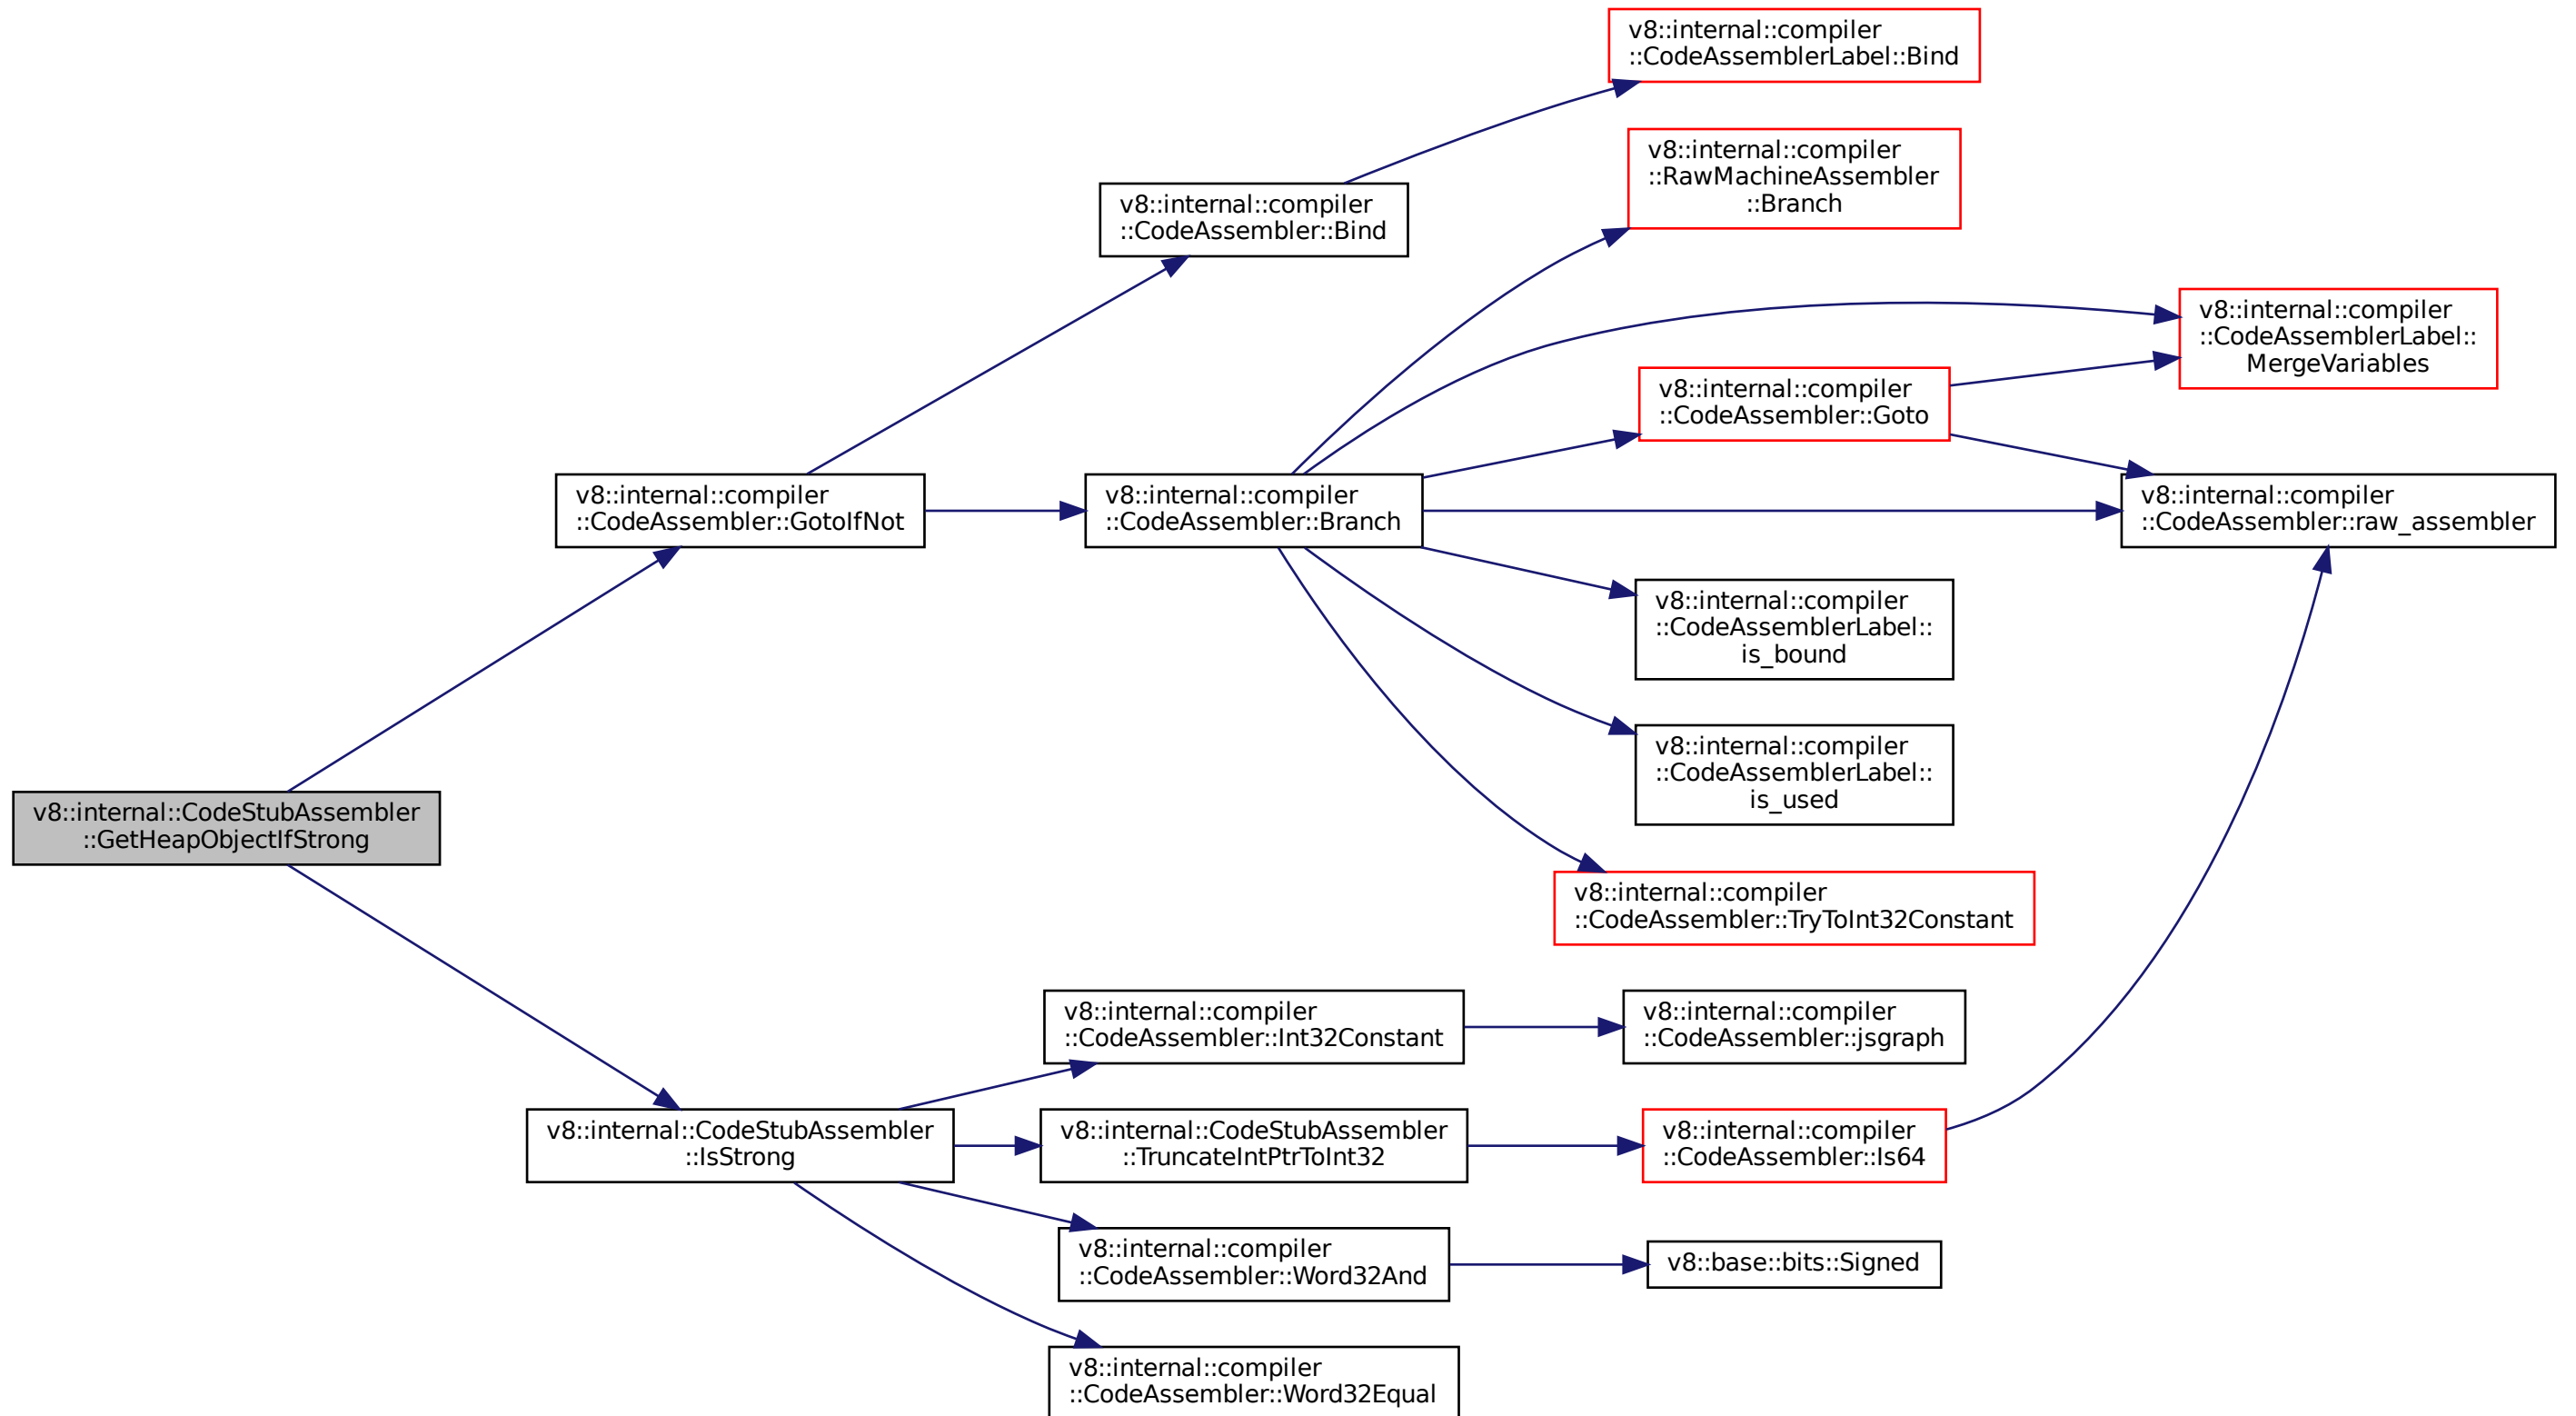 v8::internal::compiler
::CodeAssemblerLabel::Bind
v8::internal::compiler
::RawMachineAssembler
::Branch
v8::internal::compiler
::CodeAssembler::Bind
v8::internal::compiler
::CodeAssemblerLabel::
MergeVariables
v8::internal::compiler
::CodeAssembler::Goto
v8::internal::compiler
::CodeAssembler::GotoIfNot
v8::internal::compiler
::CodeAssembler::Branch
v8::internal::compiler
::CodeAssembler::raw_assembler
v8::internal::compiler
::CodeAssemblerLabel::
is_bound
v8::internal::compiler
::CodeAssemblerLabel::
is_used
v8::internal::CodeStubAssembler
::GetHeapObjectIfStrong
v8::internal::compiler
::CodeAssembler::TryToInt32Constant
v8::internal::compiler
::CodeAssembler::Int32Constant
v8::internal::compiler
::CodeAssembler::jsgraph
v8::internal::CodeStubAssembler
::IsStrong
v8::internal::CodeStubAssembler
::TruncateIntPtrToInt32
v8::internal::compiler
::CodeAssembler::Is64
v8::internal::compiler
::CodeAssembler::Word32And
v8::base::bits::Signed
v8::internal::compiler
::CodeAssembler::Word32Equal